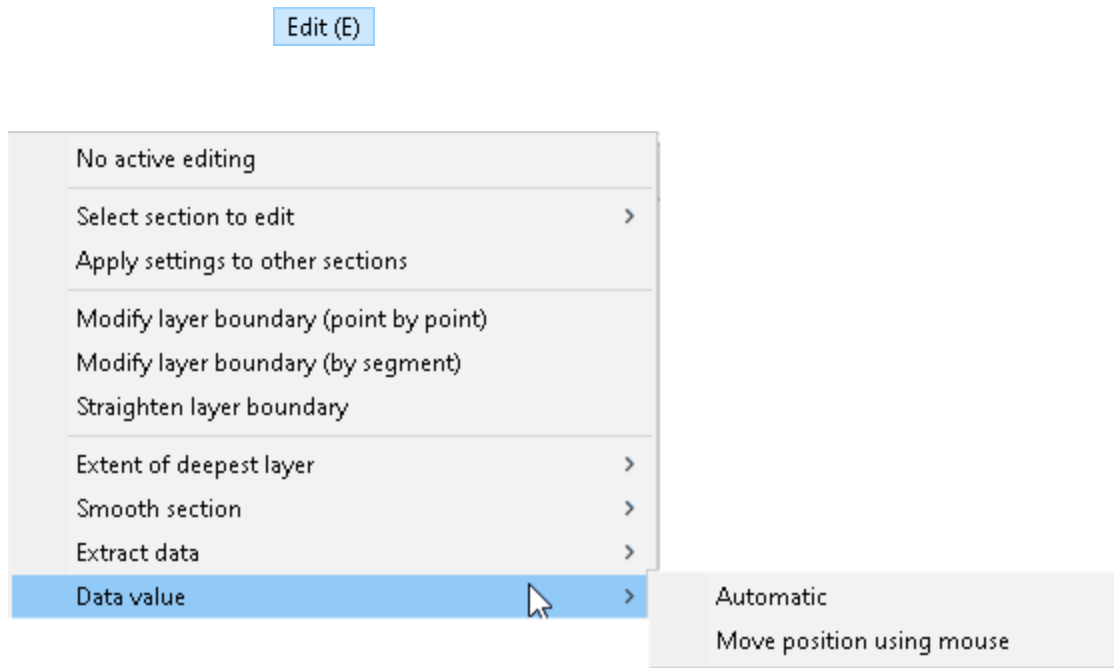 Edit (E)
No active editing
Select section to edit
Apply settings to other sections
Modify layer boundary (point by point)
Modify layer boundary (by segment)
Straighten layer boundary
Extent of deepest layer
Smooth section
Extract data
Data value
Automatic
Move position using mouse